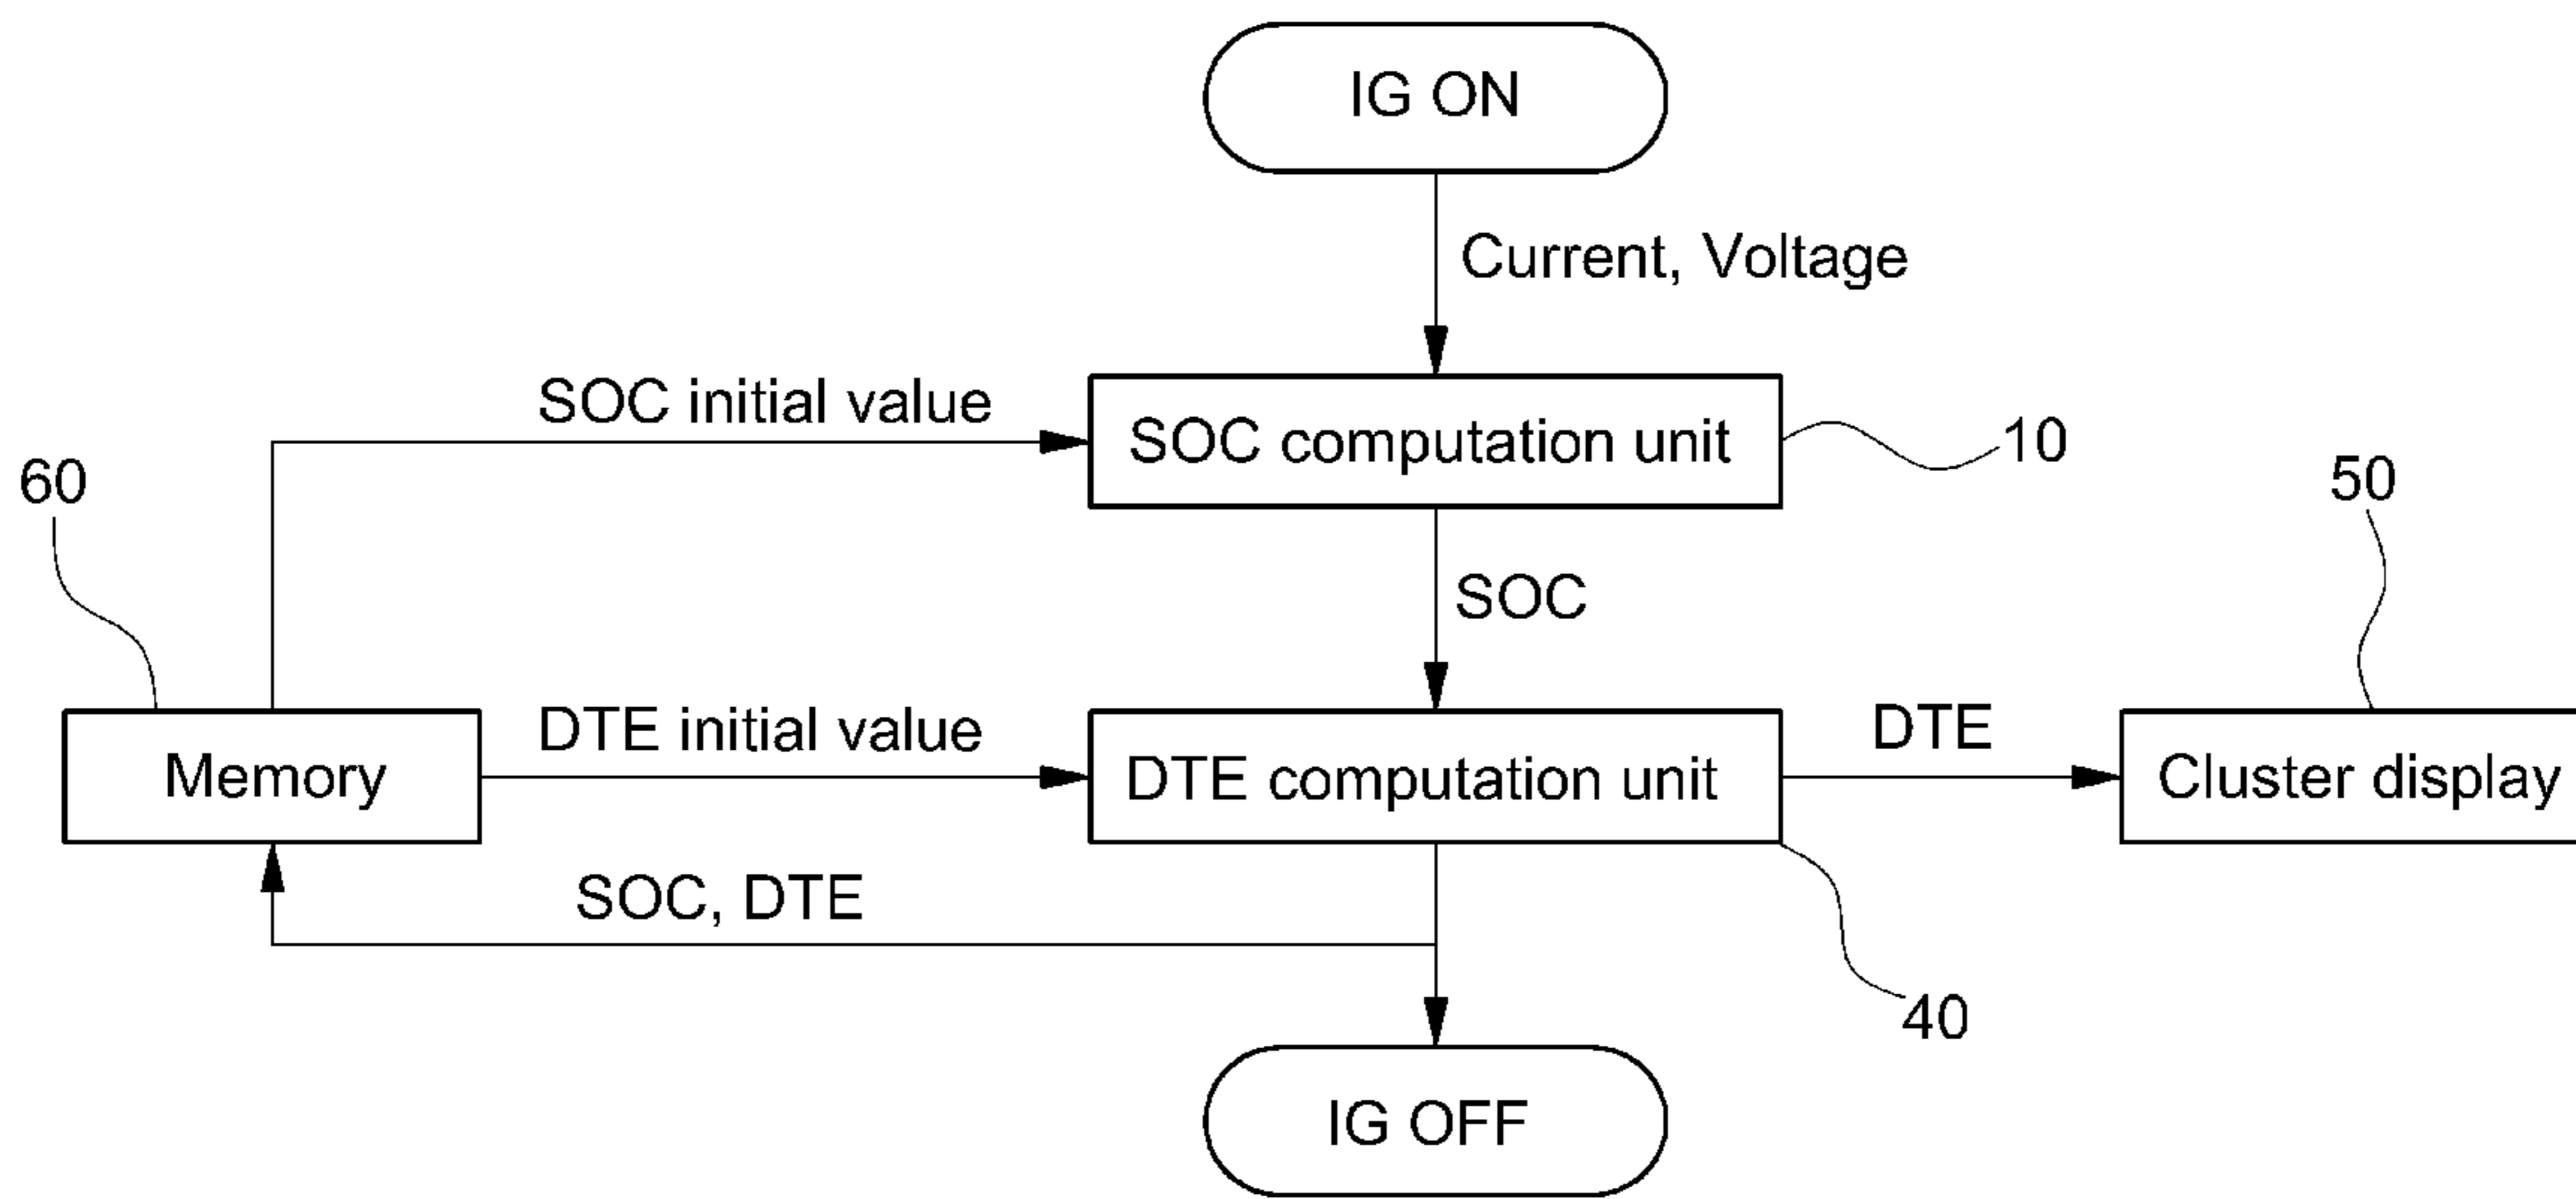 IG ON
Current, Voltage
SOC initial value
SOC computation unit
10
60
50
SOC
DTE initial value
DTE
Memory
DTE computation unit
Cluster display
SOC, DTE
40
IG OFF